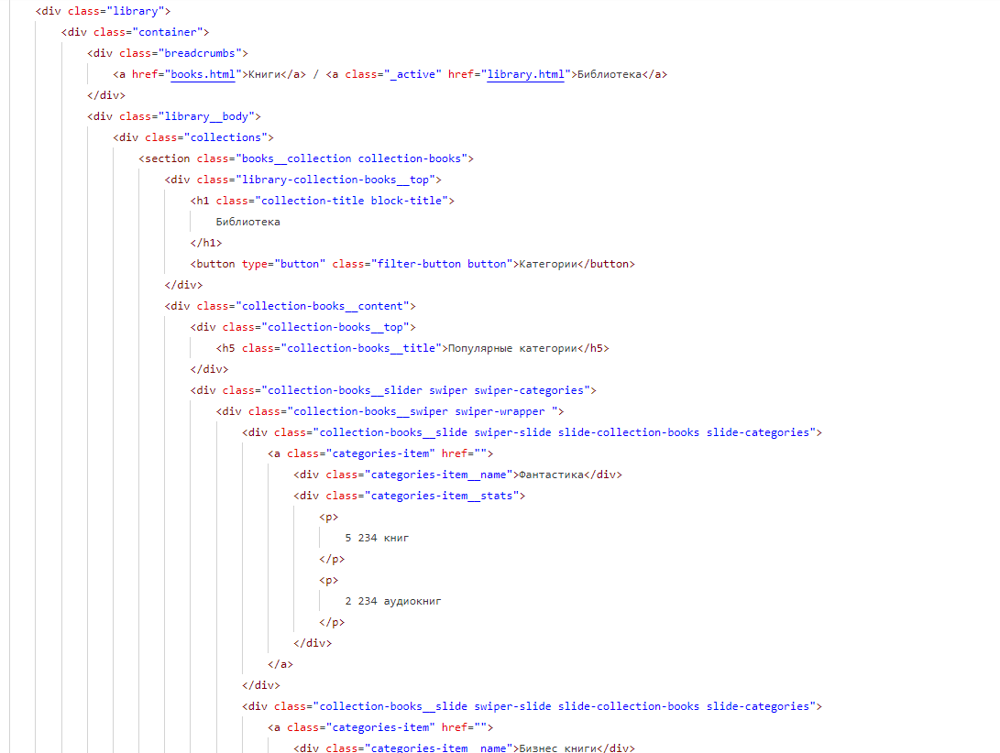 <div class="library">
<div class="container">
<div class="breadcrumbs">
<a href="books.html">Книги</a> / <a class="_active" href="library.html">Библиотека</a>
</div>
<div class="library__body">
<div class="collections">
<section class="books__collection collection-books">
<div class="library-collection-books__top">
<h1 class="collection-title block-title">
Библиотека
</h1>
<button type="button" class="filter-button button">Категории</button>
</div>
<div class="collection-books__content">
<div class="collection-books__top">
<h5 class="collection-books__title">Популярные категории</h5>
</div>
<div class="collection-books__slider swiper swiper-categories">
<div class="collection-books__swiper swiper-wrapper ">
<div class="collection-books__slide swiper-slide slide-collection-books slide-categories">
<a class="categories-item" href="">
<div class="categories-item__name">Фантастика</div>
<div class="categories-item__stats">
<p>
5 234 книг
</p>
<p>
2 234 аудиокниг
</p>
</div>
</a>
</div>
<div class="collection-books__slide swiper-slide slide-collection-books slide-categories">
<a class="categories-item" href="">
<div class="categories-item__name">Бизнес книги</div>